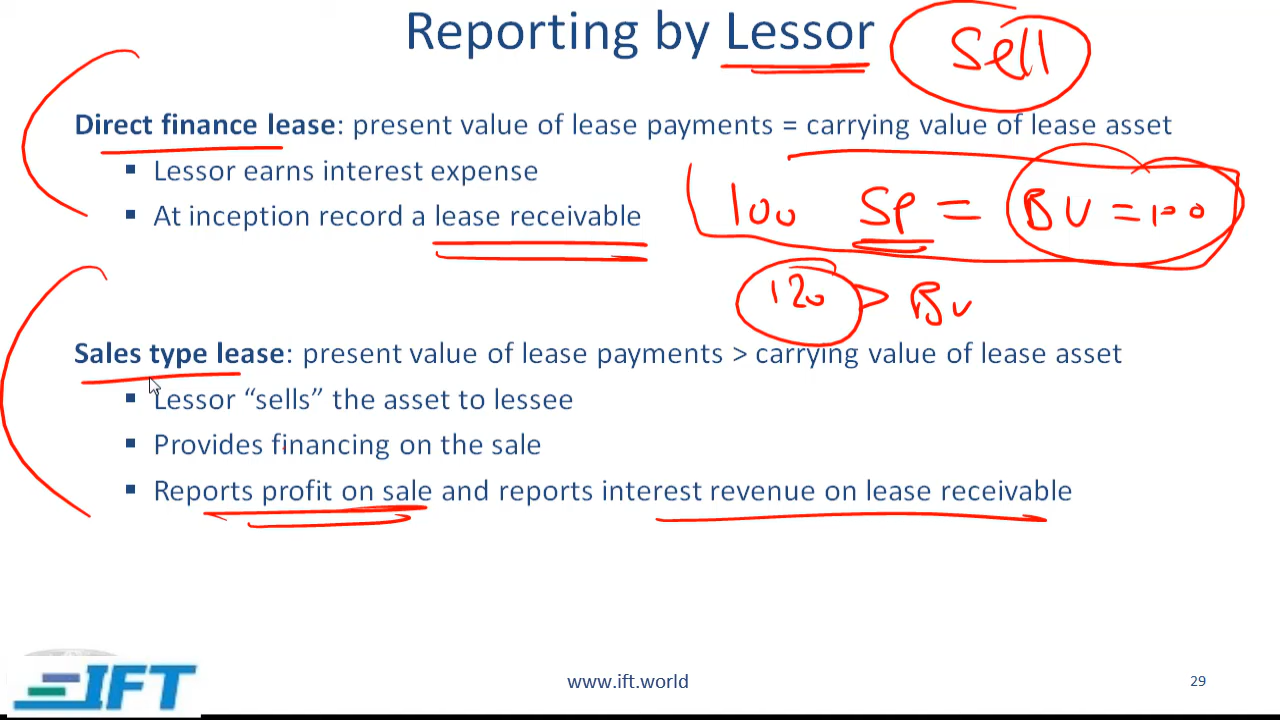 Reporting by Lessor
Sell
Direct finance lease: present value of lease payments = carrying value of lease asset
▪ Lessor earns interest expense
▪ At inception record a lease receivable
100 SP = BV = 100
120 > BV
Sales type lease: present value of lease payments > carrying value of lease asset
▪ Lessor “sells” the asset to lessee
▪ Provides financing on the sale
▪ Reports profit on sale and reports interest revenue on lease receivable
IFT
www.ift.world
29